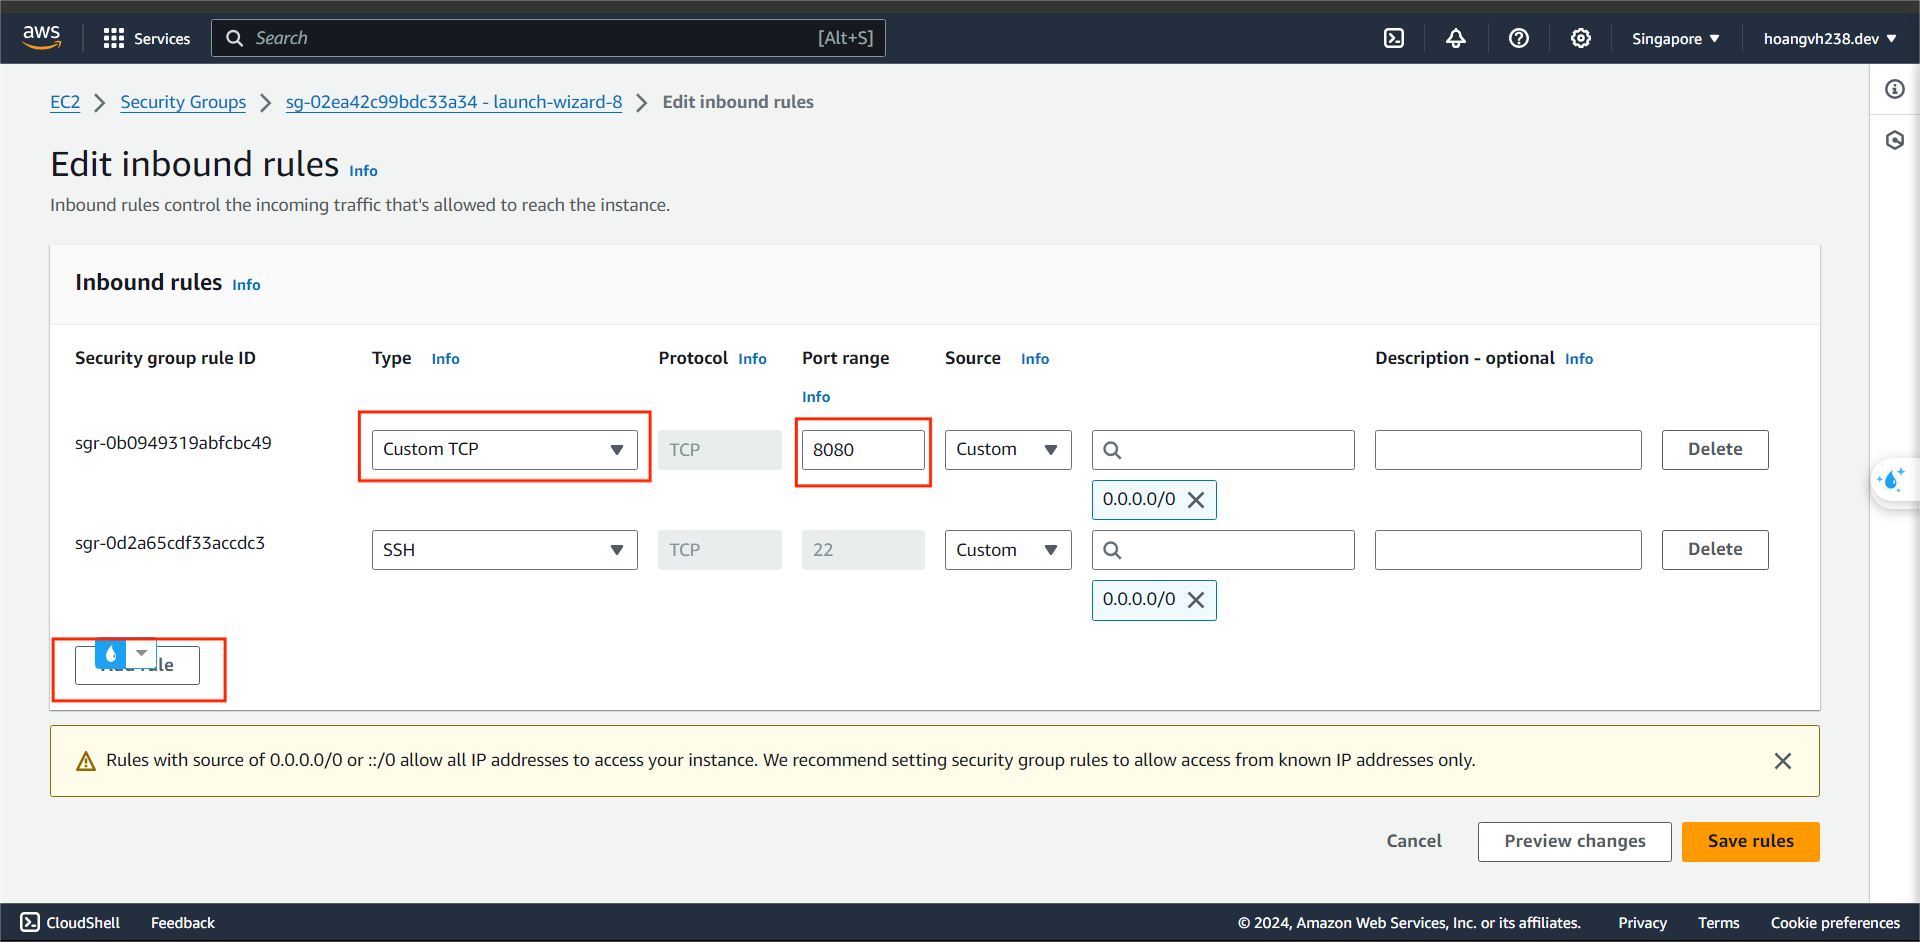 aws Services Search [Alt+S] Singapore hoangvh238.dev
EC2 Security Groups sg-02ea42c99bdc33a34 - launch-wizard-8 Edit inbound rules
Edit inbound rules Info
Inbound rules control the incoming traffic that's allowed to reach the instance.
Inbound rules Info
Security group rule ID Type Info Protocol Info Port range Source Info Description - optional Info
Info
sgr-0b0949319abfcbc49 Custom TCP TCP 8080 Custom Delete
0.0.0.0/0
sgr-0d2a65cdf33accdc3 SSH TCP 22 Custom Delete
0.0.0.0/0
Add rule
Rules with source of 0.0.0.0/0 or ::/0 allow all IP addresses to access your instance. We recommend setting security group rules to allow access from known IP addresses only.
Cancel Preview changes Save rules
CloudShell Feedback © 2024, Amazon Web Services, Inc. or its affiliates. Privacy Terms Cookie preferences